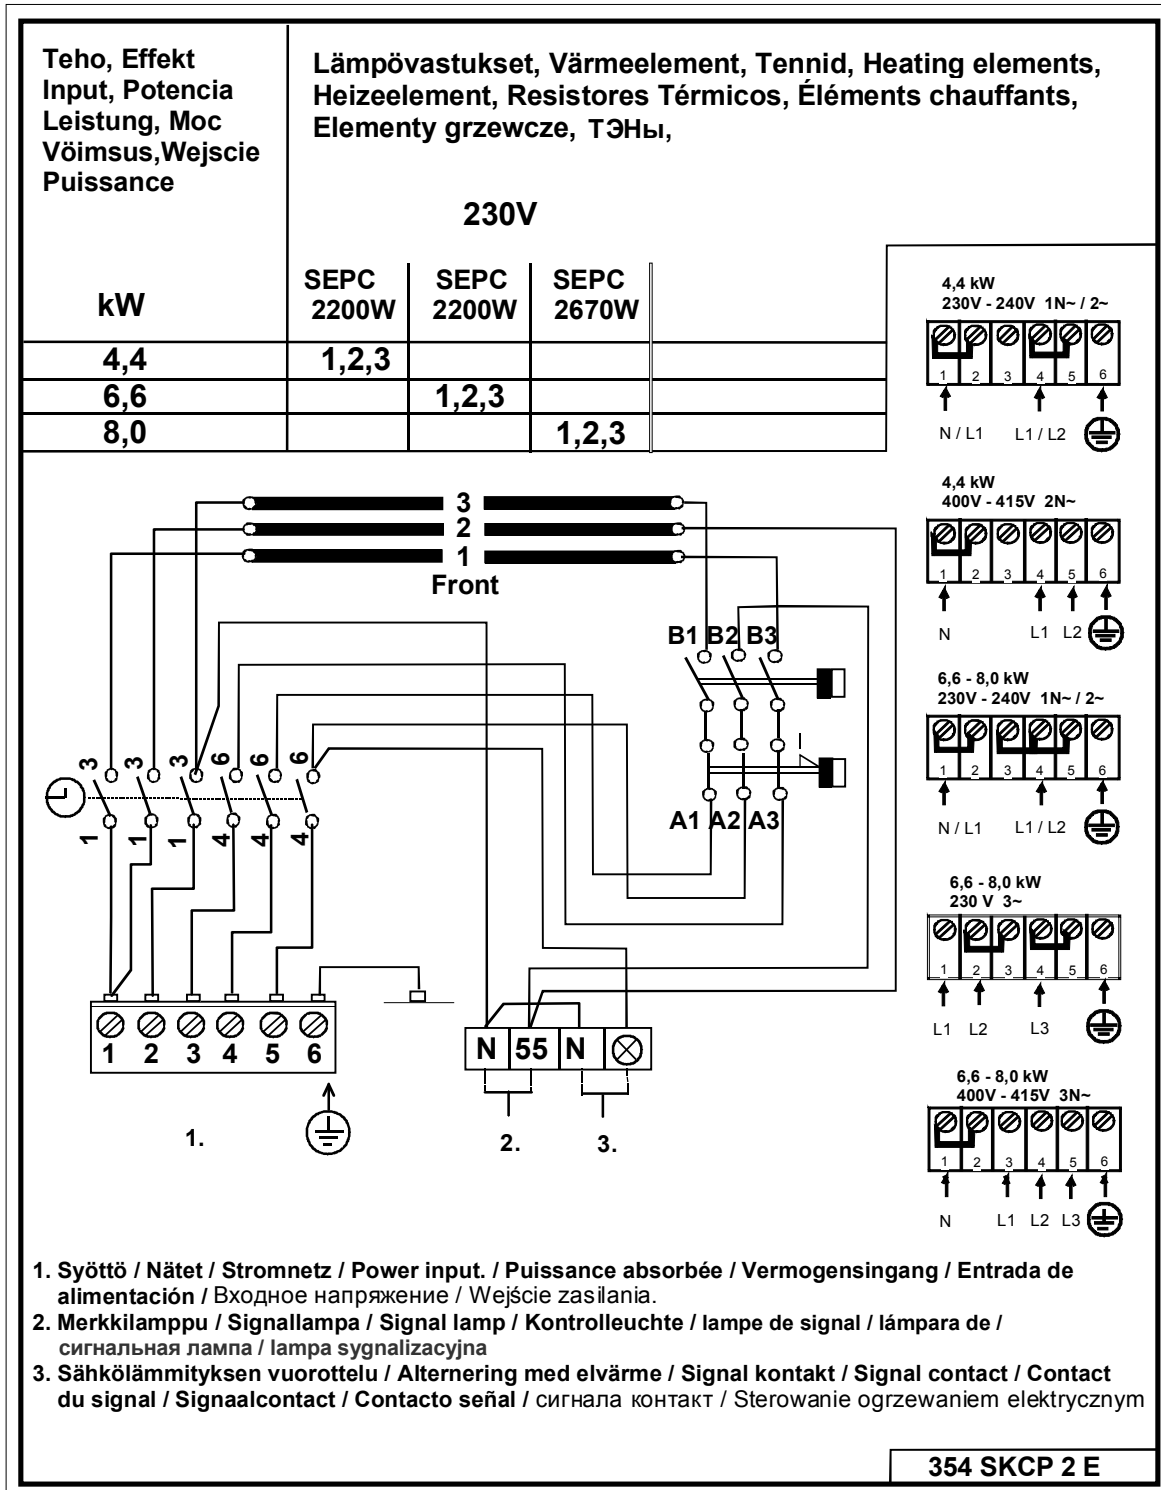 Teho, Effekt
Input, Potencia
Leistung, Moc
Vöimsus,Wejscie
Puissance
Lämpövastukset, Värmeelement, Tennid, Heating elements,
Heizeelement, Resistores Térmicos, Éléments chauffants,
Elementy grzewcze, ТЭНы,
230V
kW
SEPC
2200W
SEPC
2200W
SEPC
2670W
4,4
1,2,3
6,6
1,2,3
8,0
1,2,3
4,4 kW
230V - 240V 1N~ / 2~
1 2 3 4 5 6
N / L1 L1 / L2
4,4 kW
400V - 415V 2N~
1 2 3 4 5 6
N L1 L2
6,6 - 8,0 kW
230V - 240V 1N~ / 2~
1 2 3 4 5 6
N / L1 L1 / L2
6,6 - 8,0 kW
230 V 3~
1 2 3 4 5 6
L1 L2 L3
6,6 - 8,0 kW
400V - 415V 3N~
1 2 3 4 5 6
N L1 L2 L3
3
2
1
Front
B1 B2 B3
I
A1 A2 A3
3 3 3 6 6 6
1 1 1 4 4 4
1 2 3 4 5 6
N 55 N
1.
2.
3.
1. Syöttö / Nätet / Stromnetz / Power input. / Puissance absorbée / Vermogensingang / Entrada de
alimentación / Входное напряжение / Wejście zasilania.
2. Merkkilamppu / Signallampa / Signal lamp / Kontrolleuchte / lampe de signal / lámpara de /
сигнальная лампа / lampa sygnalizacyjna
3. Sähkölämmityksen vuorottelu / Alternering med elvärme / Signal kontakt / Signal contact / Contact
du signal / Signaalcontact / Contacto señal / сигнала контакт / Sterowanie ogrzewaniem elektrycznym
354 SKCP 2 E